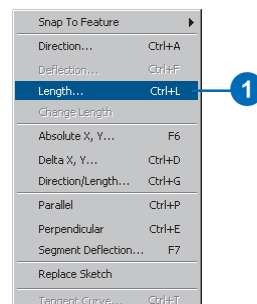 Snap To Feature
Direction... Ctrl+A
Deflection... Ctrl+F
Length... Ctrl+L
1
Change Length
Absolute X, Y... F6
Delta X, Y... Ctrl+D
Direction/Length... Ctrl+G
Parallel Ctrl+P
Perpendicular Ctrl+E
Segment Deflection... F7
Replace Sketch
Tangent Curve... Ctrl+T